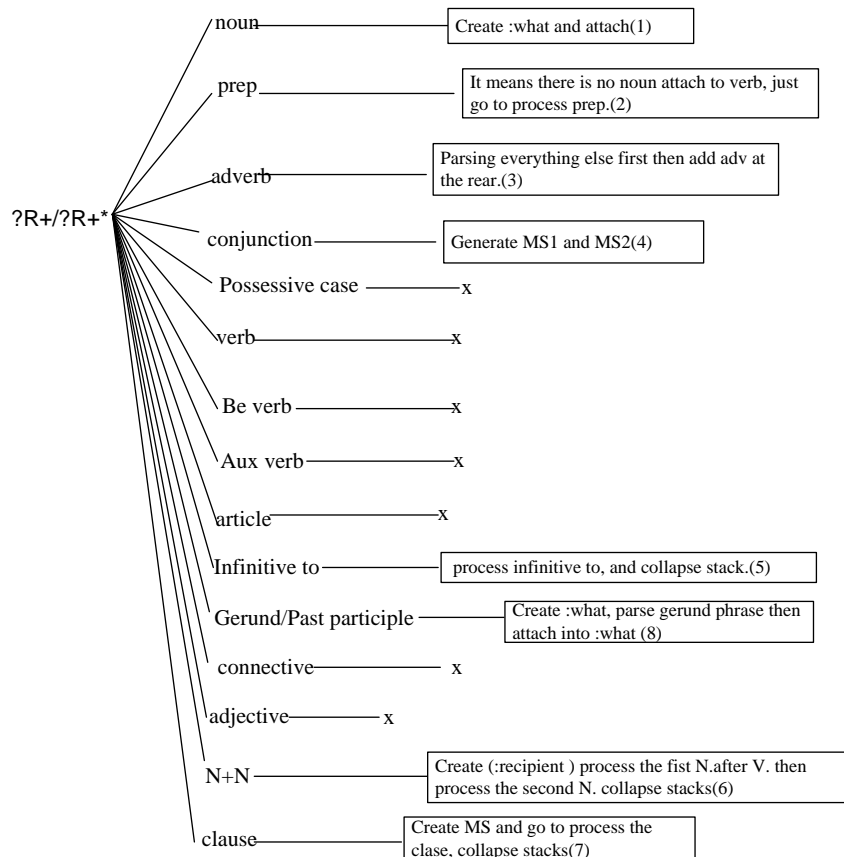 noun
Create :what and attach(1)
prep
It means there is no noun attach to verb, just
go to process prep.(2)
adverb
Parsing everything else first then add adv at
the rear.(3)
?R+/?R+*
conjunction
Generate MS1 and MS2(4)
Possessive case
x
verb
x
Be verb
x
Aux verb
x
article
x
Infinitive to
process infinitive to, and collapse stack.(5)
Gerund/Past participle
Create :what, parse gerund phrase then
attach into :what (8)
connective
x
adjective
x
N+N
Create (:recipient ) process the fist N.after V. then
process the second N. collapse stacks(6)
clause
Create MS and go to process the
clase, collapse stacks(7)